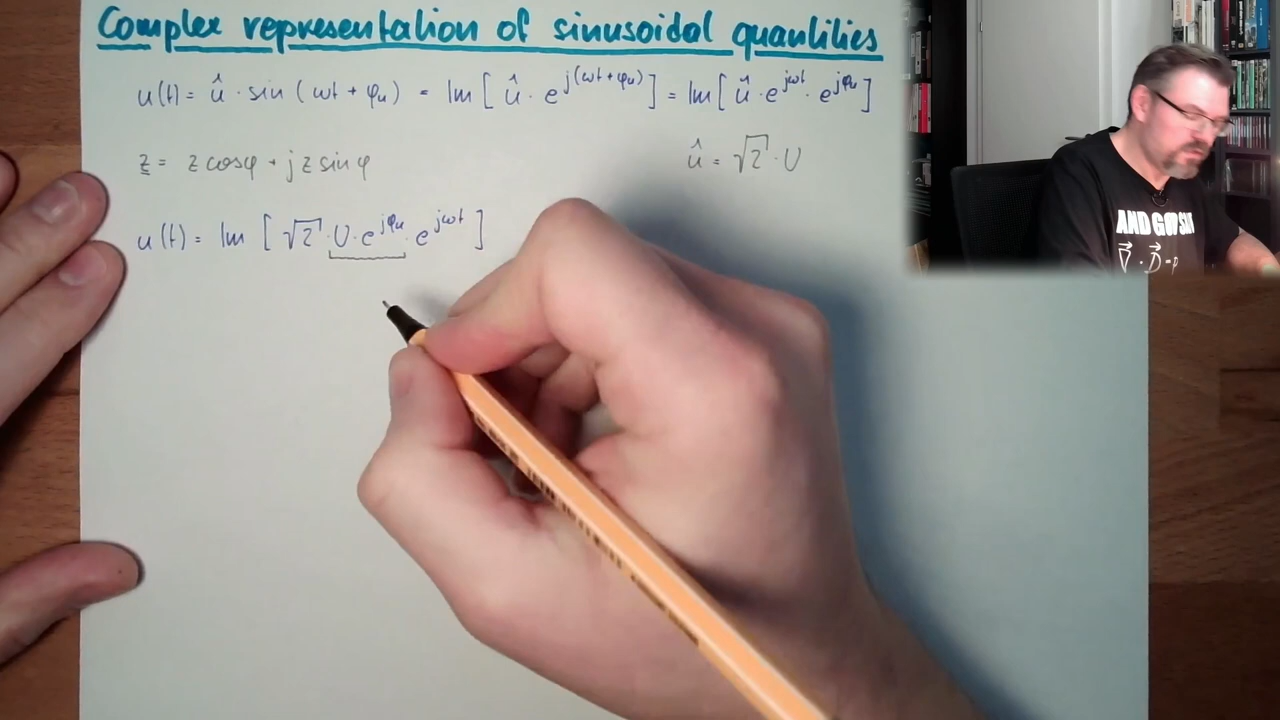 Complex representation of sinusoidal quantities
u(t) = û · sin (ωt + φu) = Im [ û · e^j(ωt+φu) ] = Im [ û · e^jωt · e^jφu ]
z = z cosφ + j z sinφ
û = √2 · U
u(t) = Im [ √2 · U · e^jφu · e^jωt ]
AND GOD SAI
∇ · D = ρ